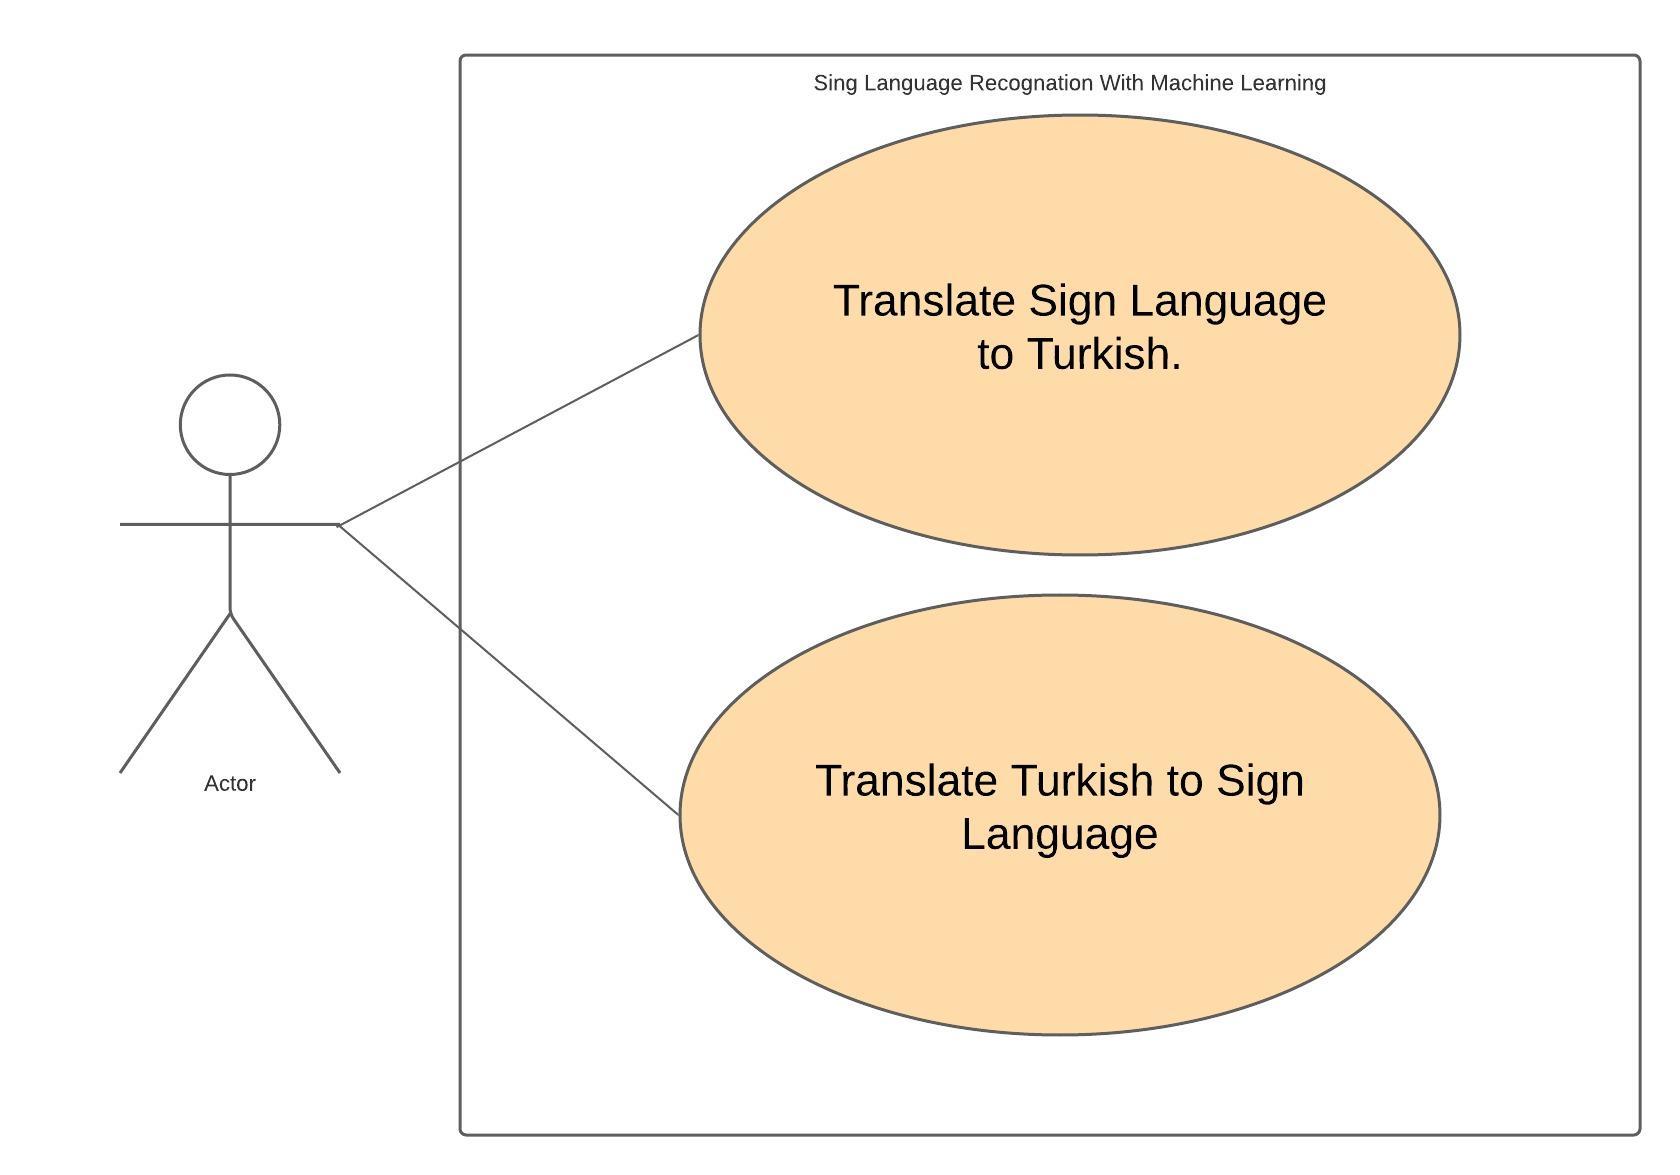 Sing Language Recognation With Machine Learning
Translate Sign Language
to Turkish.
Actor
Translate Turkish to Sign
Language